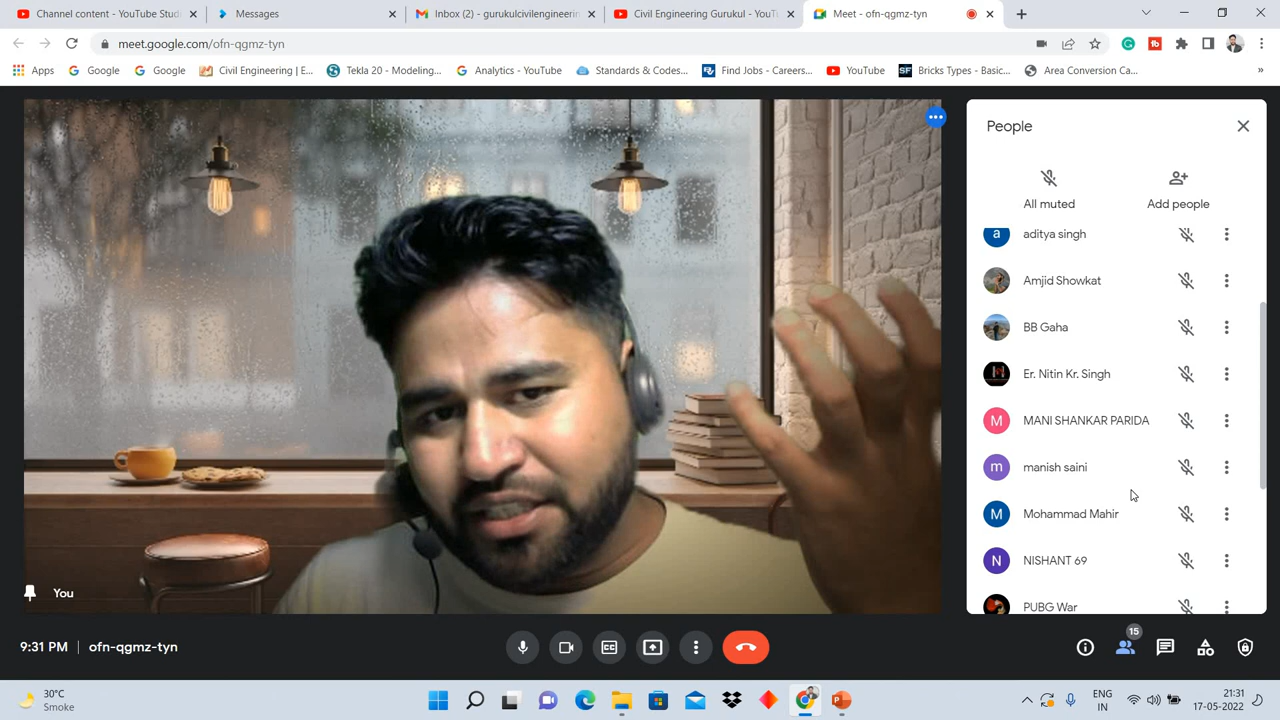 Channel content - YouTube Stud
Messages
Inbox (2) - gurukulcivilengineerin
Civil Engineering Gurukul - YouT
Meet - ofn-qgmz-tyn
meet.google.com/ofn-qgmz-tyn
Apps
Google
Google
Civil Engineering | E...
Tekla 20 - Modeling...
Analytics - YouTube
Standards & Codes...
Find Jobs - Careers...
YouTube
Bricks Types - Basic...
Area Conversion Ca...
»
People
All muted
Add people
a aditya singh
Amjid Showkat
BB Gaha
Er. Nitin Kr. Singh
M MANI SHANKAR PARIDA
m manish saini
M Mohammad Mahir
N NISHANT 69
PUBG War
You
9:31 PM | ofn-qgmz-tyn
15
30°C
Smoke
ENG
IN
21:31
17-05-2022